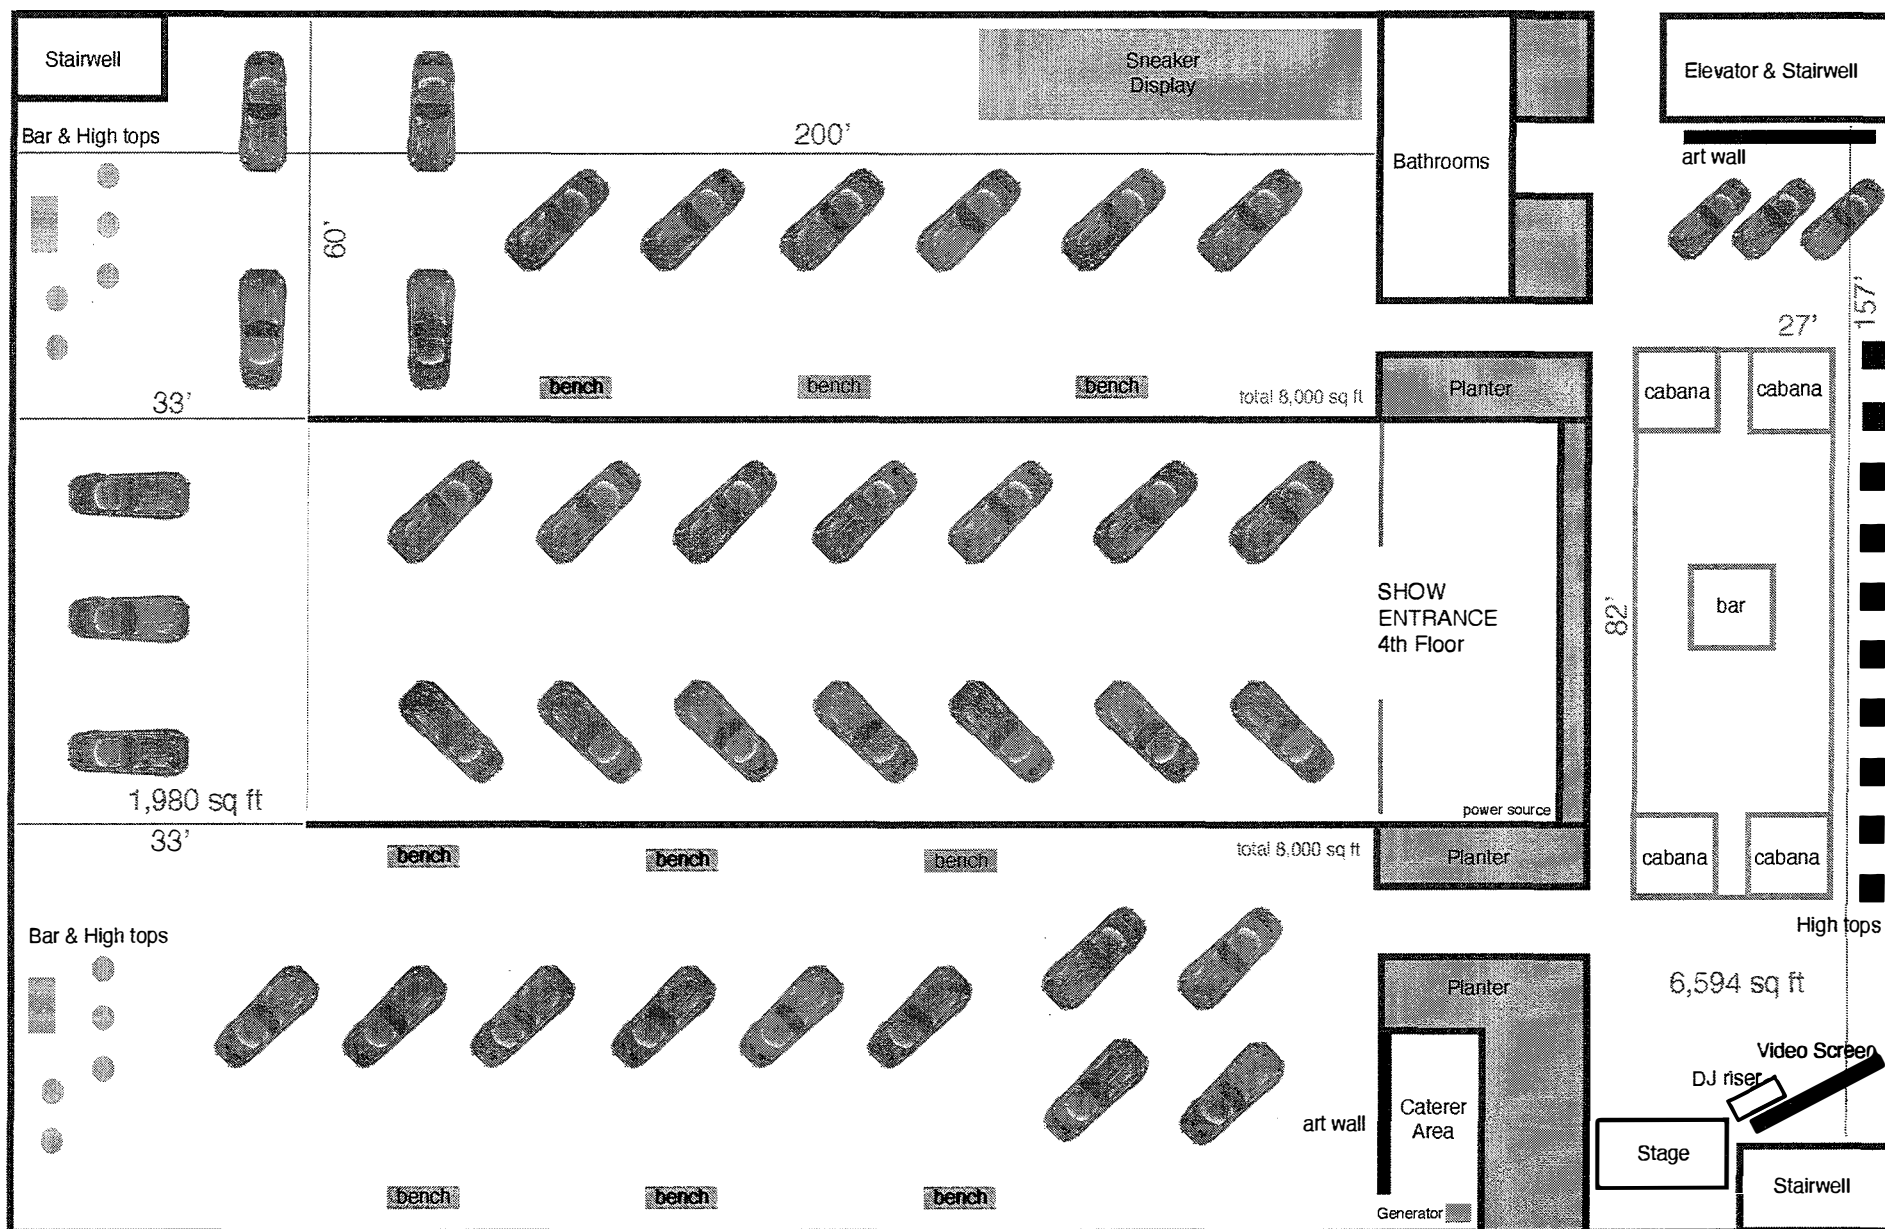 Stairwell
Sneaker
Display
Elevator & Stairwell
Bar & High tops
200'
art wall
Bathrooms
60'
157'
27'
bench
bench
bench
total 8,000 sq ft
Planter
cabana
cabana
33'
SHOW
ENTRANCE
4th Floor
82'
bar
1,980 sq ft
power source
33'
bench
bench
bench
total 8,000 sq ft
Planter
cabana
cabana
High tops
Bar & High tops
Planter
6,594 sq ft
Video Screen
DJ riser
art wall
Caterer
Area
Stage
Stairwell
bench
bench
bench
Generator